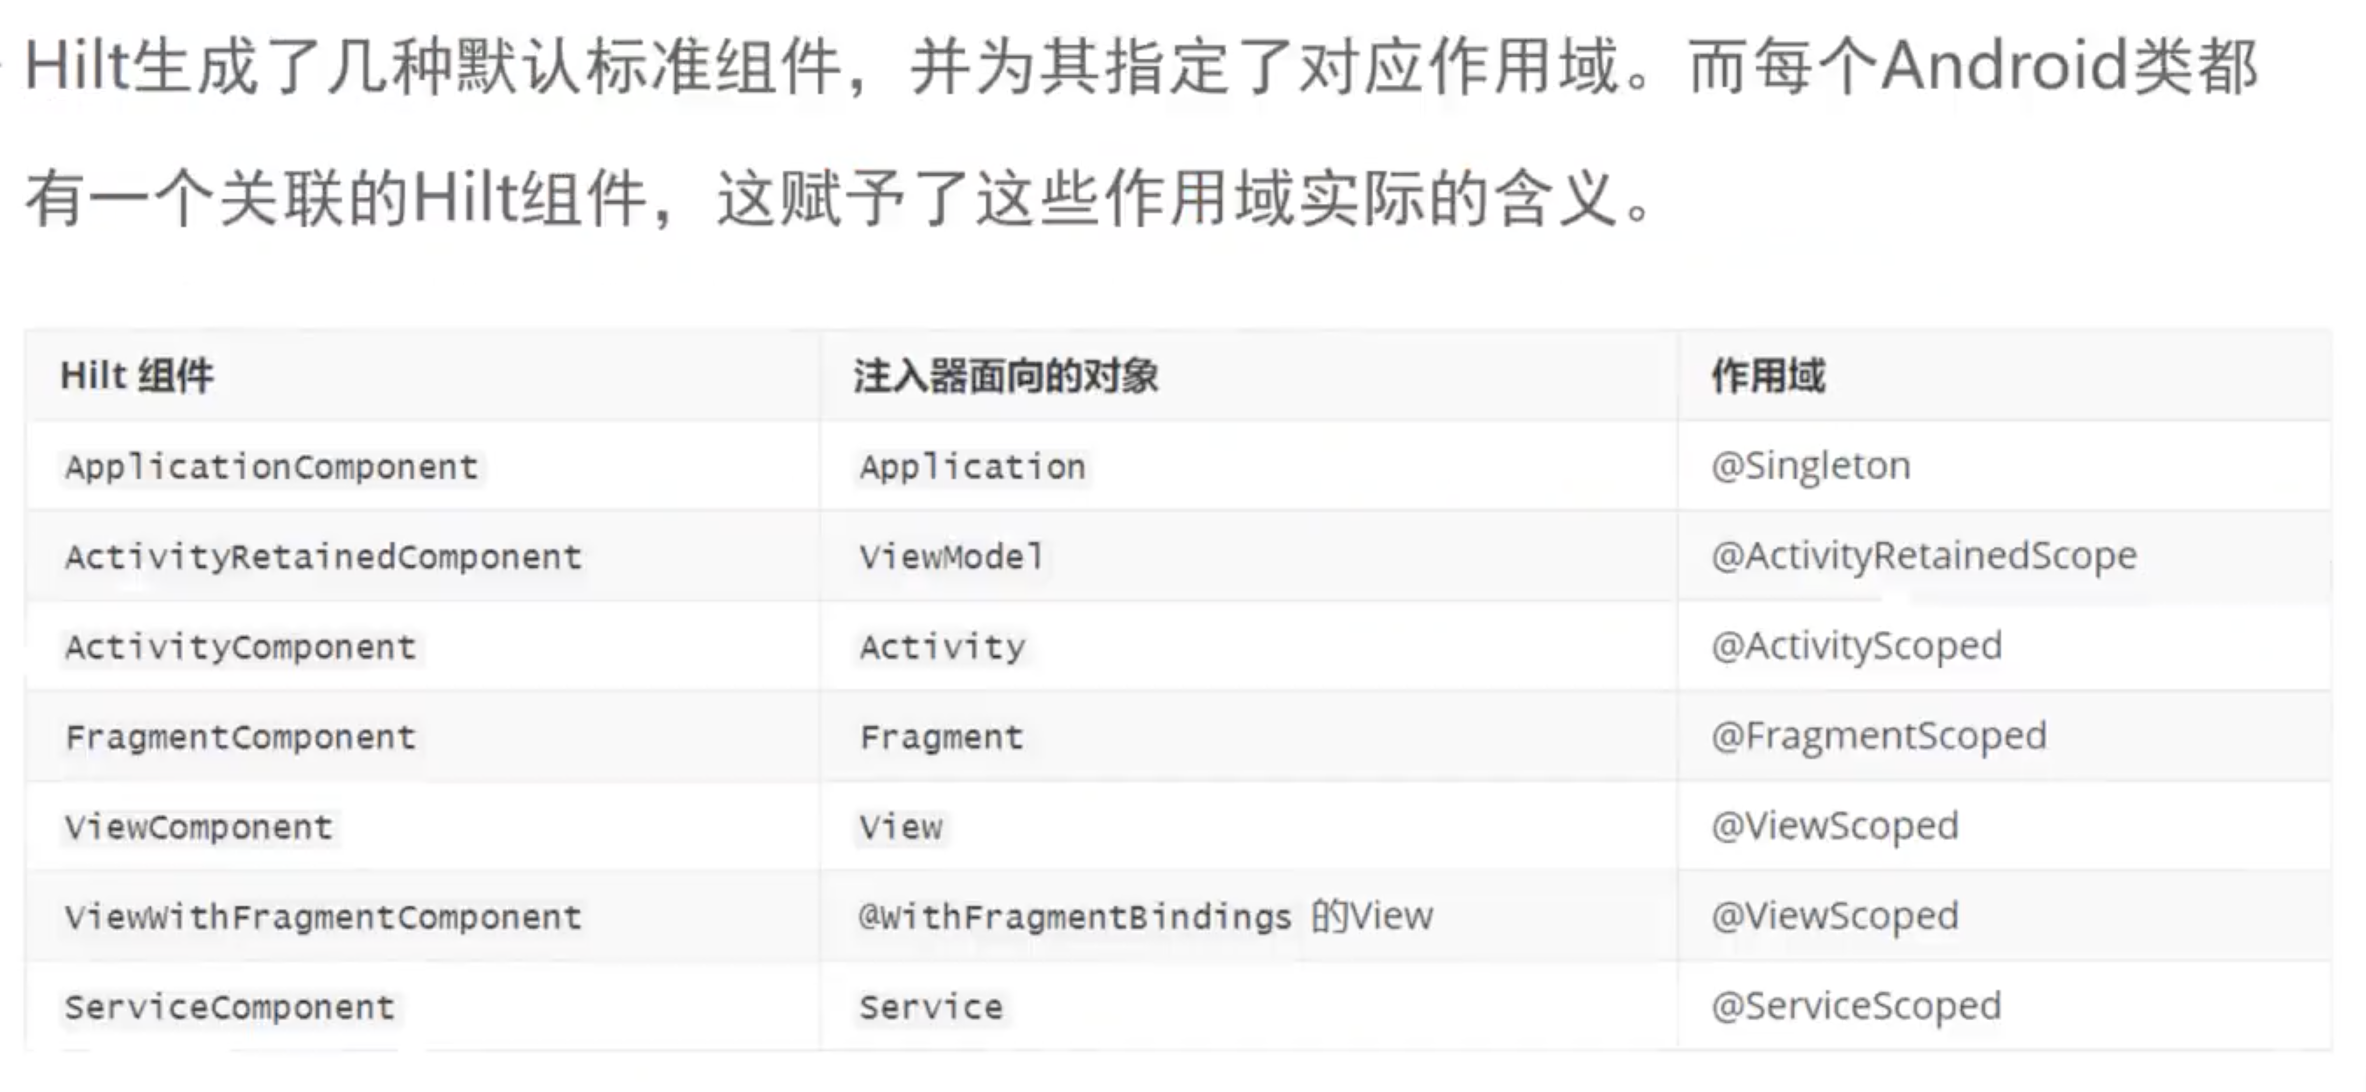 Hilt生成了几种默认标准组件，并为其指定了对应作用域。而每个Android类都
有一个关联的Hilt组件，这赋予了这些作用域实际的含义。
Hilt 组件 注入器面向的对象 作用域
ApplicationComponent Application @Singleton
ActivityRetainedComponent ViewModel @ActivityRetainedScope
ActivityComponent Activity @ActivityScoped
FragmentComponent Fragment @FragmentScoped
ViewComponent View @ViewScoped
ViewWithFragmentComponent @WithFragmentBindings 的View @ViewScoped
ServiceComponent Service @ServiceScoped